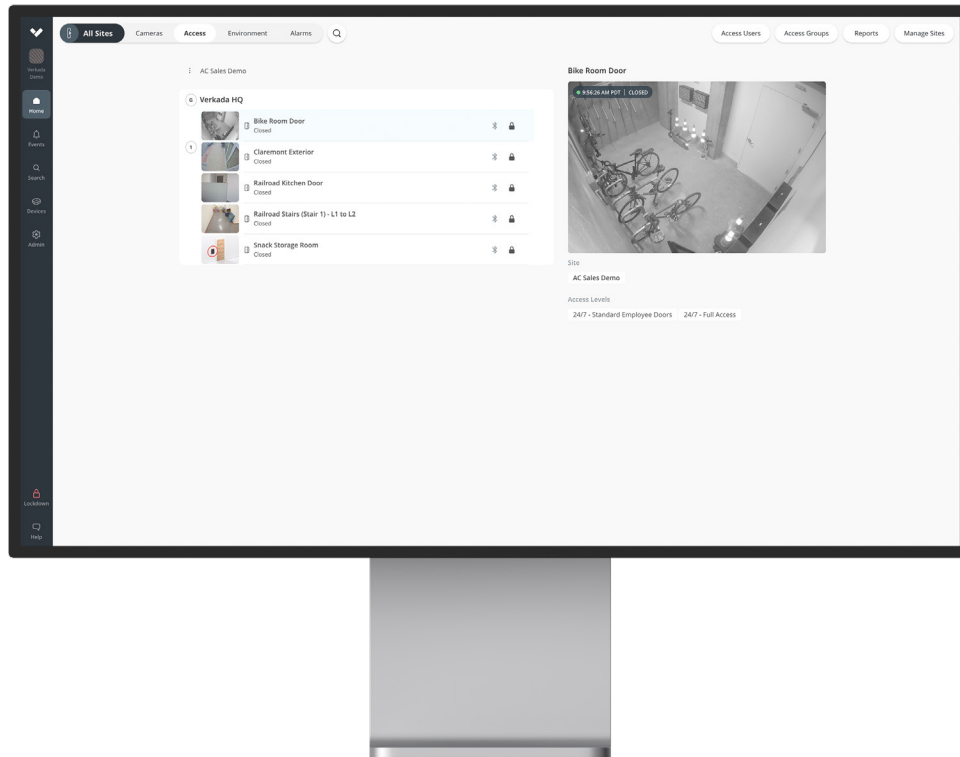 All Sites
Cameras
Access
Environment
Alarms
Access Users
Access Groups
Reports
Manage Sites
Verkada
Demo
Home
Events
Search
Devices
Admin
Lockdown
Help
AC Sales Demo
G Verkada HQ
Bike Room Door
Closed
1
Claremont Exterior
Closed
Railroad Kitchen Door
Closed
Railroad Stairs (Stair 1) - L1 to L2
Closed
Snack Storage Room
Closed
Bike Room Door
9:56:26 AM PDT | CLOSED
Site
AC Sales Demo
Access Levels
24/7 - Standard Employee Doors
24/7 - Full Access